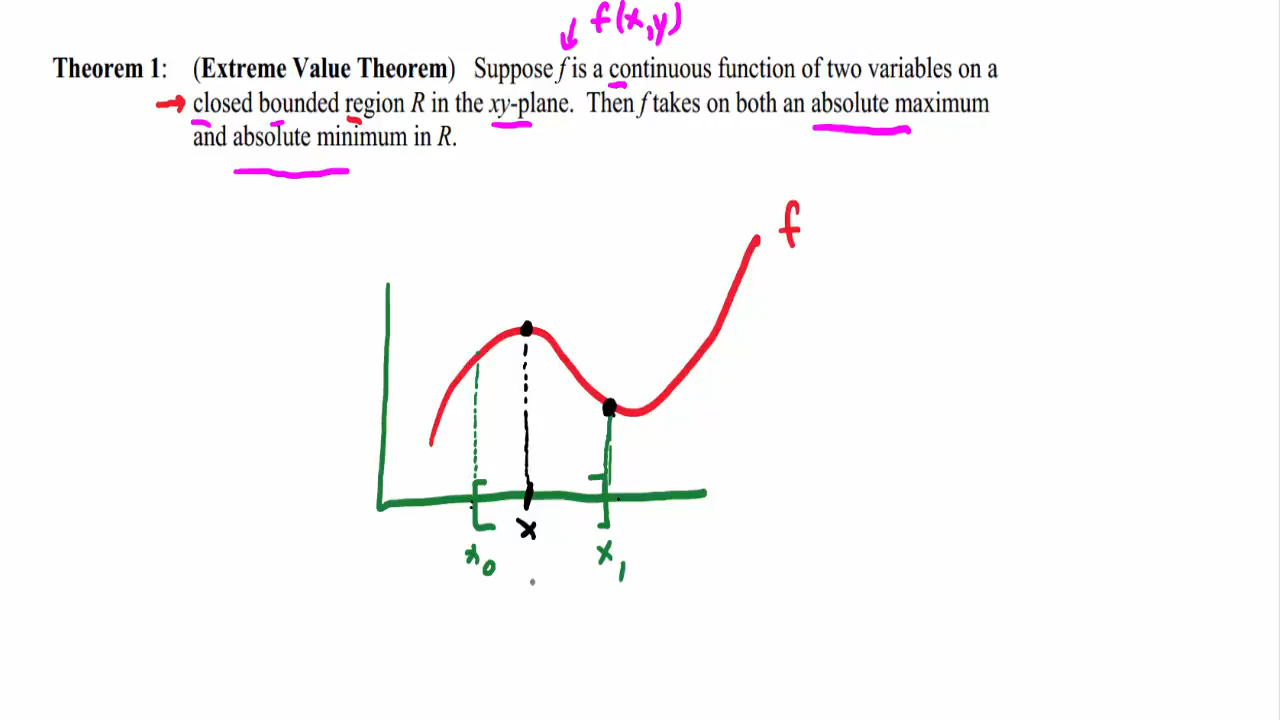 f(x,y)
Theorem 1: (Extreme Value Theorem) Suppose f is a continuous function of two variables on a
closed bounded region R in the xy-plane. Then f takes on both an absolute maximum
and absolute minimum in R.
f
x
x₀ x₁